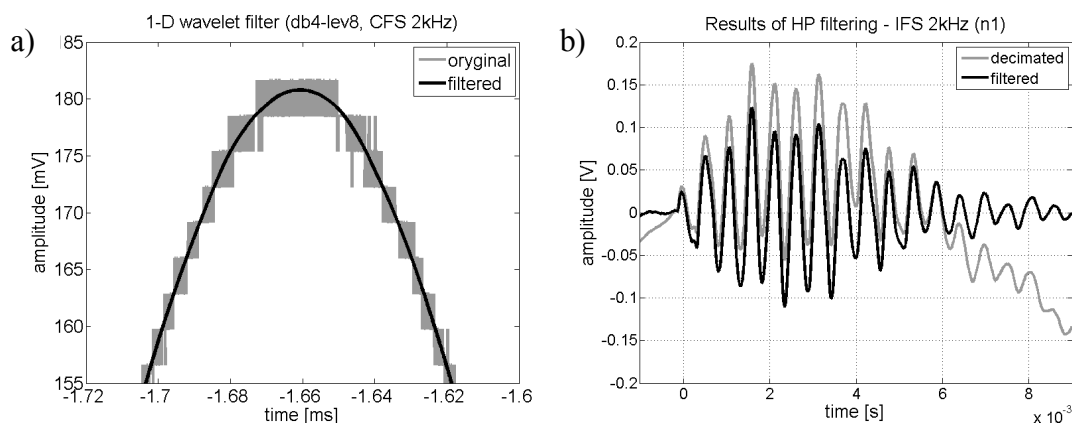 a)
1-D wavelet filter (db4-lev8, CFS 2kHz)
oryginal
filtered
amplitude [mV]
185
180
175
170
165
160
155
-1.72 -1.7 -1.68 -1.66 -1.64 -1.62 -1.6
time [ms]
b)
Results of HP filtering - IFS 2kHz (n1)
decimated
filtered
amplitude [V]
0.2
0.15
0.1
0.05
0
-0.05
-0.1
-0.15
-0.2
0 2 4 6 8
time [s]
x 10-3